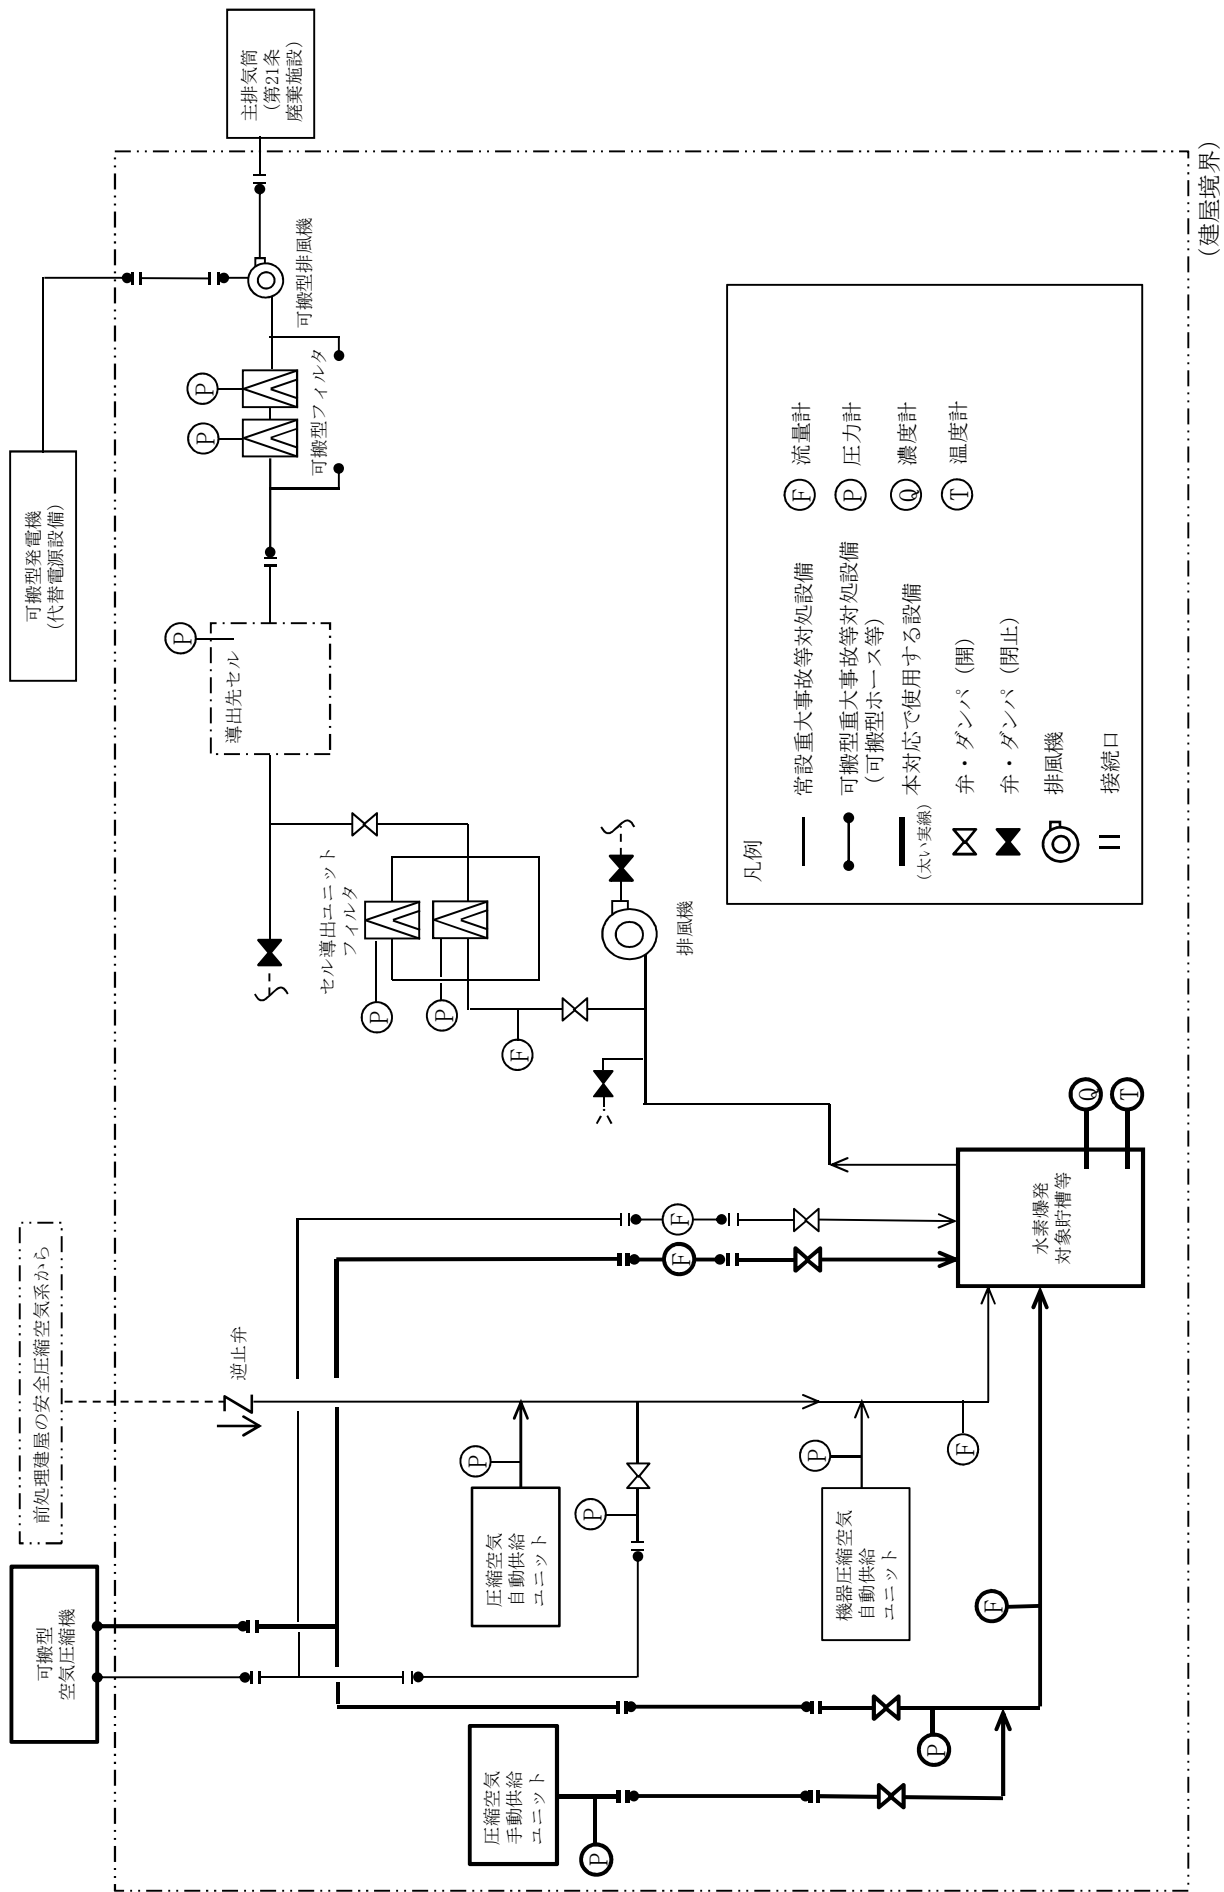 前処理建屋の安全圧縮空気系から
可搬型発電機
(代替電源設備)
可搬型
空気圧縮機
逆止弁
P
導出先セル
P
P
可搬型フィルタ
可搬型排風機
主排気筒
(第21条
廃棄施設)
セル導出ユニット
フィルタ
P
P
F
排風機
圧縮空気
手動供給
ユニット
P
圧縮空気
自動供給
ユニット
P
P
F
F
機器圧縮空気
自動供給
ユニット
P
F
P
F
水素爆発
対象貯槽等
Q
T
凡例
常設重大事故等対処設備
可搬型重大事故等対処設備
(可搬型ホース等)
本対応で使用する設備
(太い実線)
弁・ダンパ (開)
弁・ダンパ (閉止)
排風機
接続口
F 流量計
P 圧力計
Q 濃度計
T 温度計
(建屋境界)